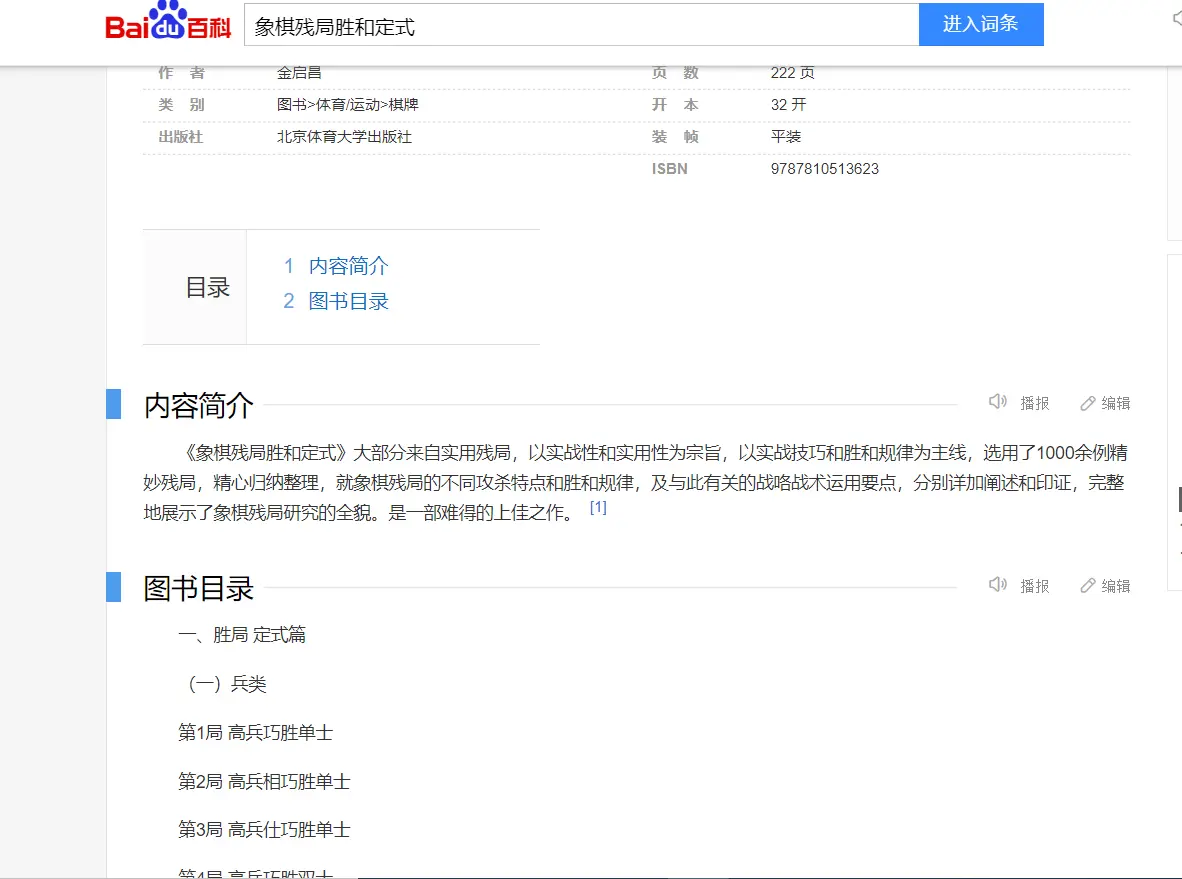 Baidu百科 象棋残局胜和定式 进入词条
作 者 金启昌 页 数 222 页
类 别 图书>体育/运动>棋牌 开 本 32 开
出版社 北京体育大学出版社 装 帧 平装
ISBN 9787810513623
目录
1 内容简介
2 图书目录
内容简介 播报 编辑
《象棋残局胜和定式》大部分来自实用残局，以实战性和实用性为宗旨，以实战技巧和胜和规律为主线，选用了1000余例精
妙残局，精心归纳整理，就象棋残局的不同攻杀特点和胜和规律，及与此有关的战咯战术运用要点，分别详加阐述和印证，完整
地展示了象棋残局研究的全貌。是一部难得的上佳之作。 [1]
图书目录 播报 编辑
一、胜局 定式篇
（一）兵类
第1局 高兵巧胜单士
第2局 高兵相巧胜单士
第3局 高兵仕巧胜单士
第4局 高兵巧胜双士